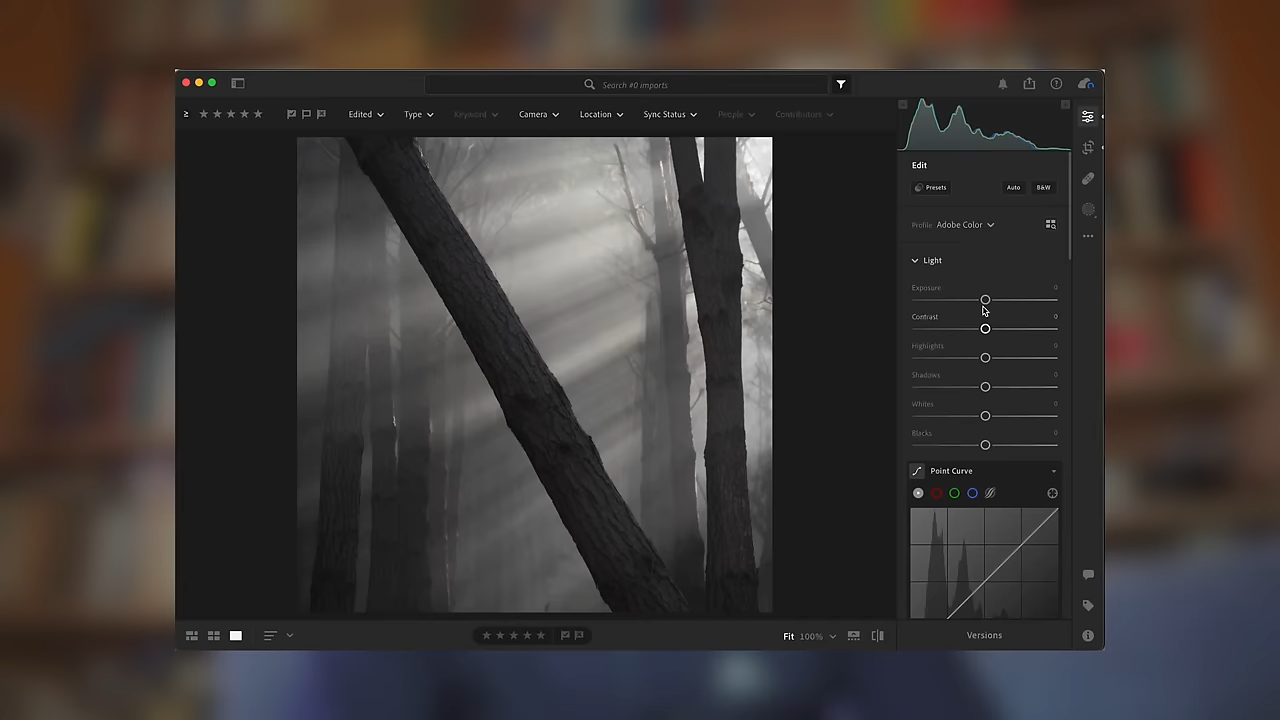 Search #0 imports
≥
Edited
Type
Keyword
Camera
Location
Sync Status
People
Contributors
Edit
Presets
Auto
B&W
Profile Adobe Color
Light
Exposure 0
Contrast 0
Highlights 0
Shadows 0
Whites 0
Blacks 0
Point Curve
Fit 100%
Versions